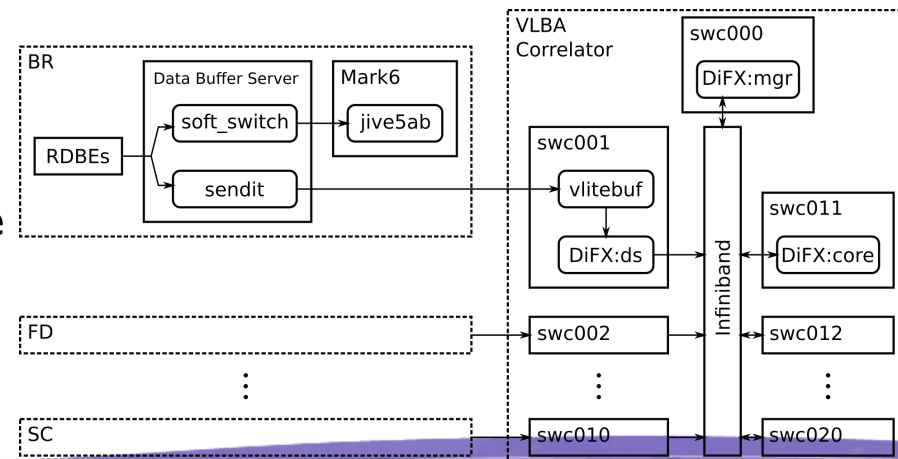 VLBA
Correlator
swc000
DiFX:mgr
BR
Data Buffer Server
Mark6
soft_switch
jive5ab
RDBEs
sendit
swc001
vlitebuf
DiFX:ds
Infiniband
swc011
DiFX:core
e
FD
swc002
swc012
SC
swc010
swc020